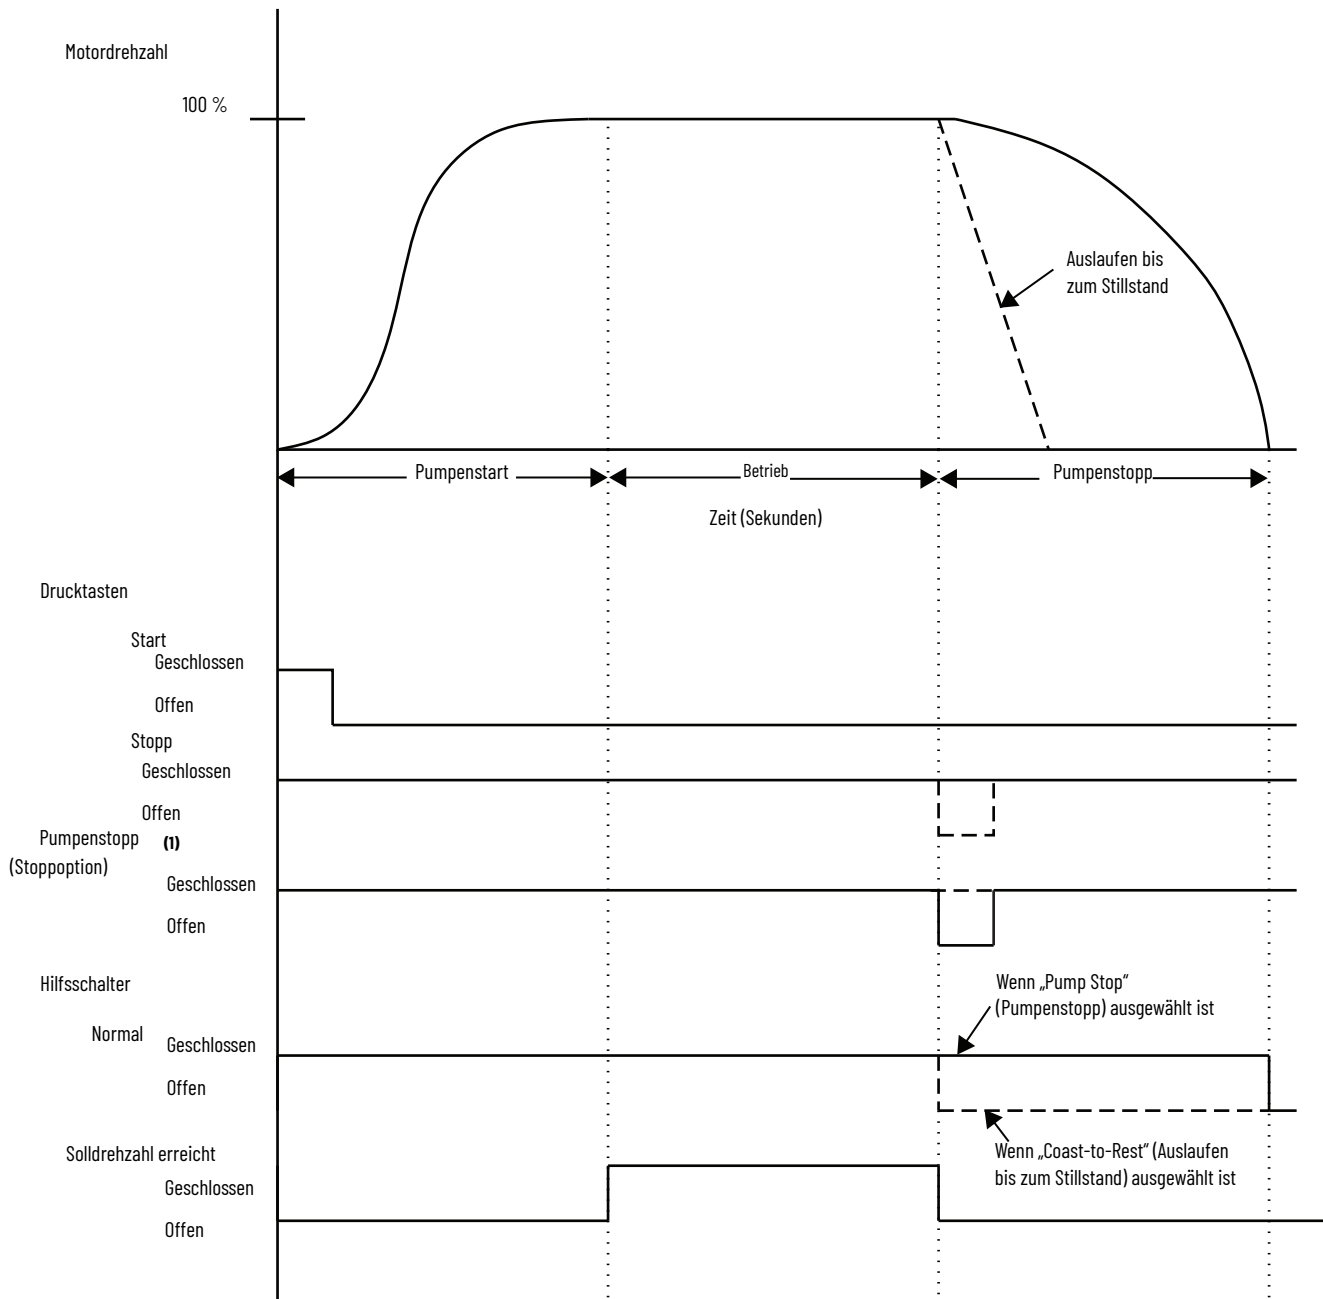 Motordrehzahl
100 %
Auslaufen bis
zum Stillstand
Pumpenstart
Betrieb
Pumpenstopp
Zeit (Sekunden)
Drucktasten
Start
Geschlossen
Offen
Stopp
Geschlossen
Offen
Pumpenstopp (1)
(Stoppoption)
Geschlossen
Offen
Hilfsschalter
Wenn „Pump Stop“
(Pumpenstopp) ausgewählt ist
Normal
Geschlossen
Offen
Solldrehzahl erreicht
Wenn „Coast-to-Rest“ (Auslaufen
bis zum Stillstand) ausgewählt ist
Geschlossen
Offen